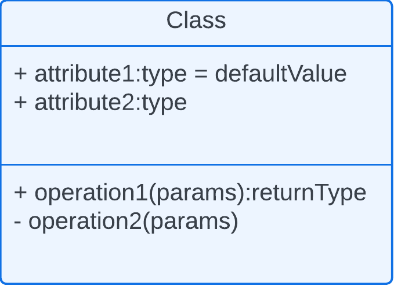 Class
+ attribute1:type = defaultValue
+ attribute2:type
+ operation1(params):returnType
- operation2(params)